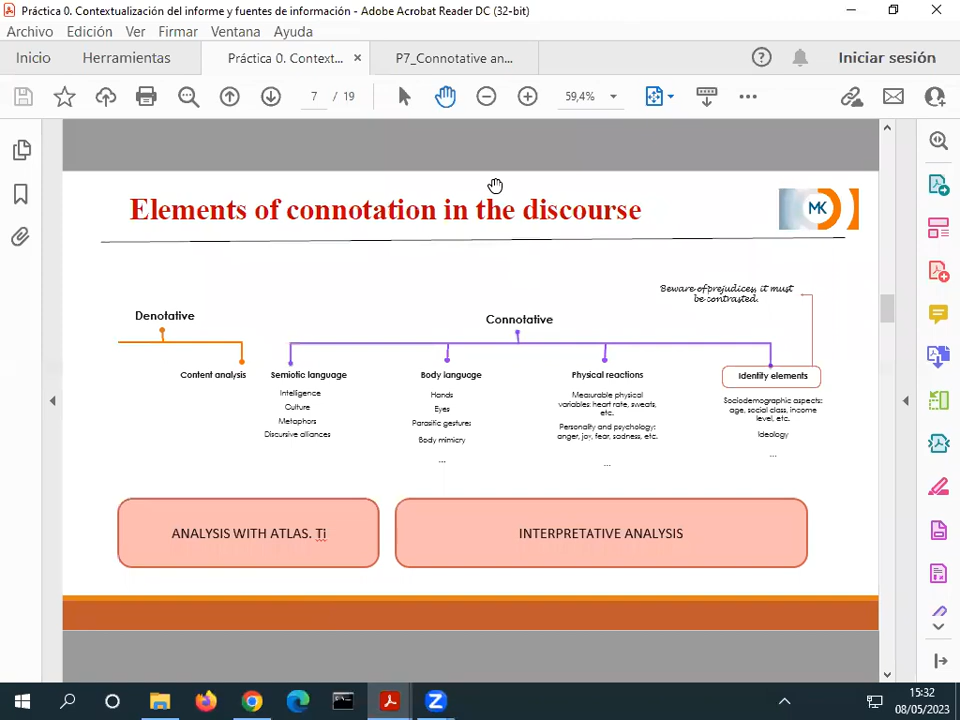 Práctica 0. Contextualización del informe y fuentes de información - Adobe Acrobat Reader DC (32-bit)
Archivo Edición Ver Firmar Ventana Ayuda
Inicio Herramientas Práctica 0. Context... × P7_Connotative an... Iniciar sesión
7 / 19 59,4%
Elements of connotation in the discourse
MK
Beware of prejudices, it must
be contrasted.
Denotative
Connotative
Content analysis
Semiotic language
Intelligence
Culture
Metaphors
Discursive alliances
Body language
Hands
Eyes
Parasitic gestures
Body mimicry
...
Physical reactions
Measurable physical
variables: heart rate, sweats,
etc.
Personality and psychology:
anger, joy, fear, sadness, etc.
...
Identity elements
Sociodemographic aspects:
age, social class, income
level, etc.
Ideology
...
ANALYSIS WITH ATLAS. Ti
INTERPRETATIVE ANALYSIS
15:32
08/05/2023